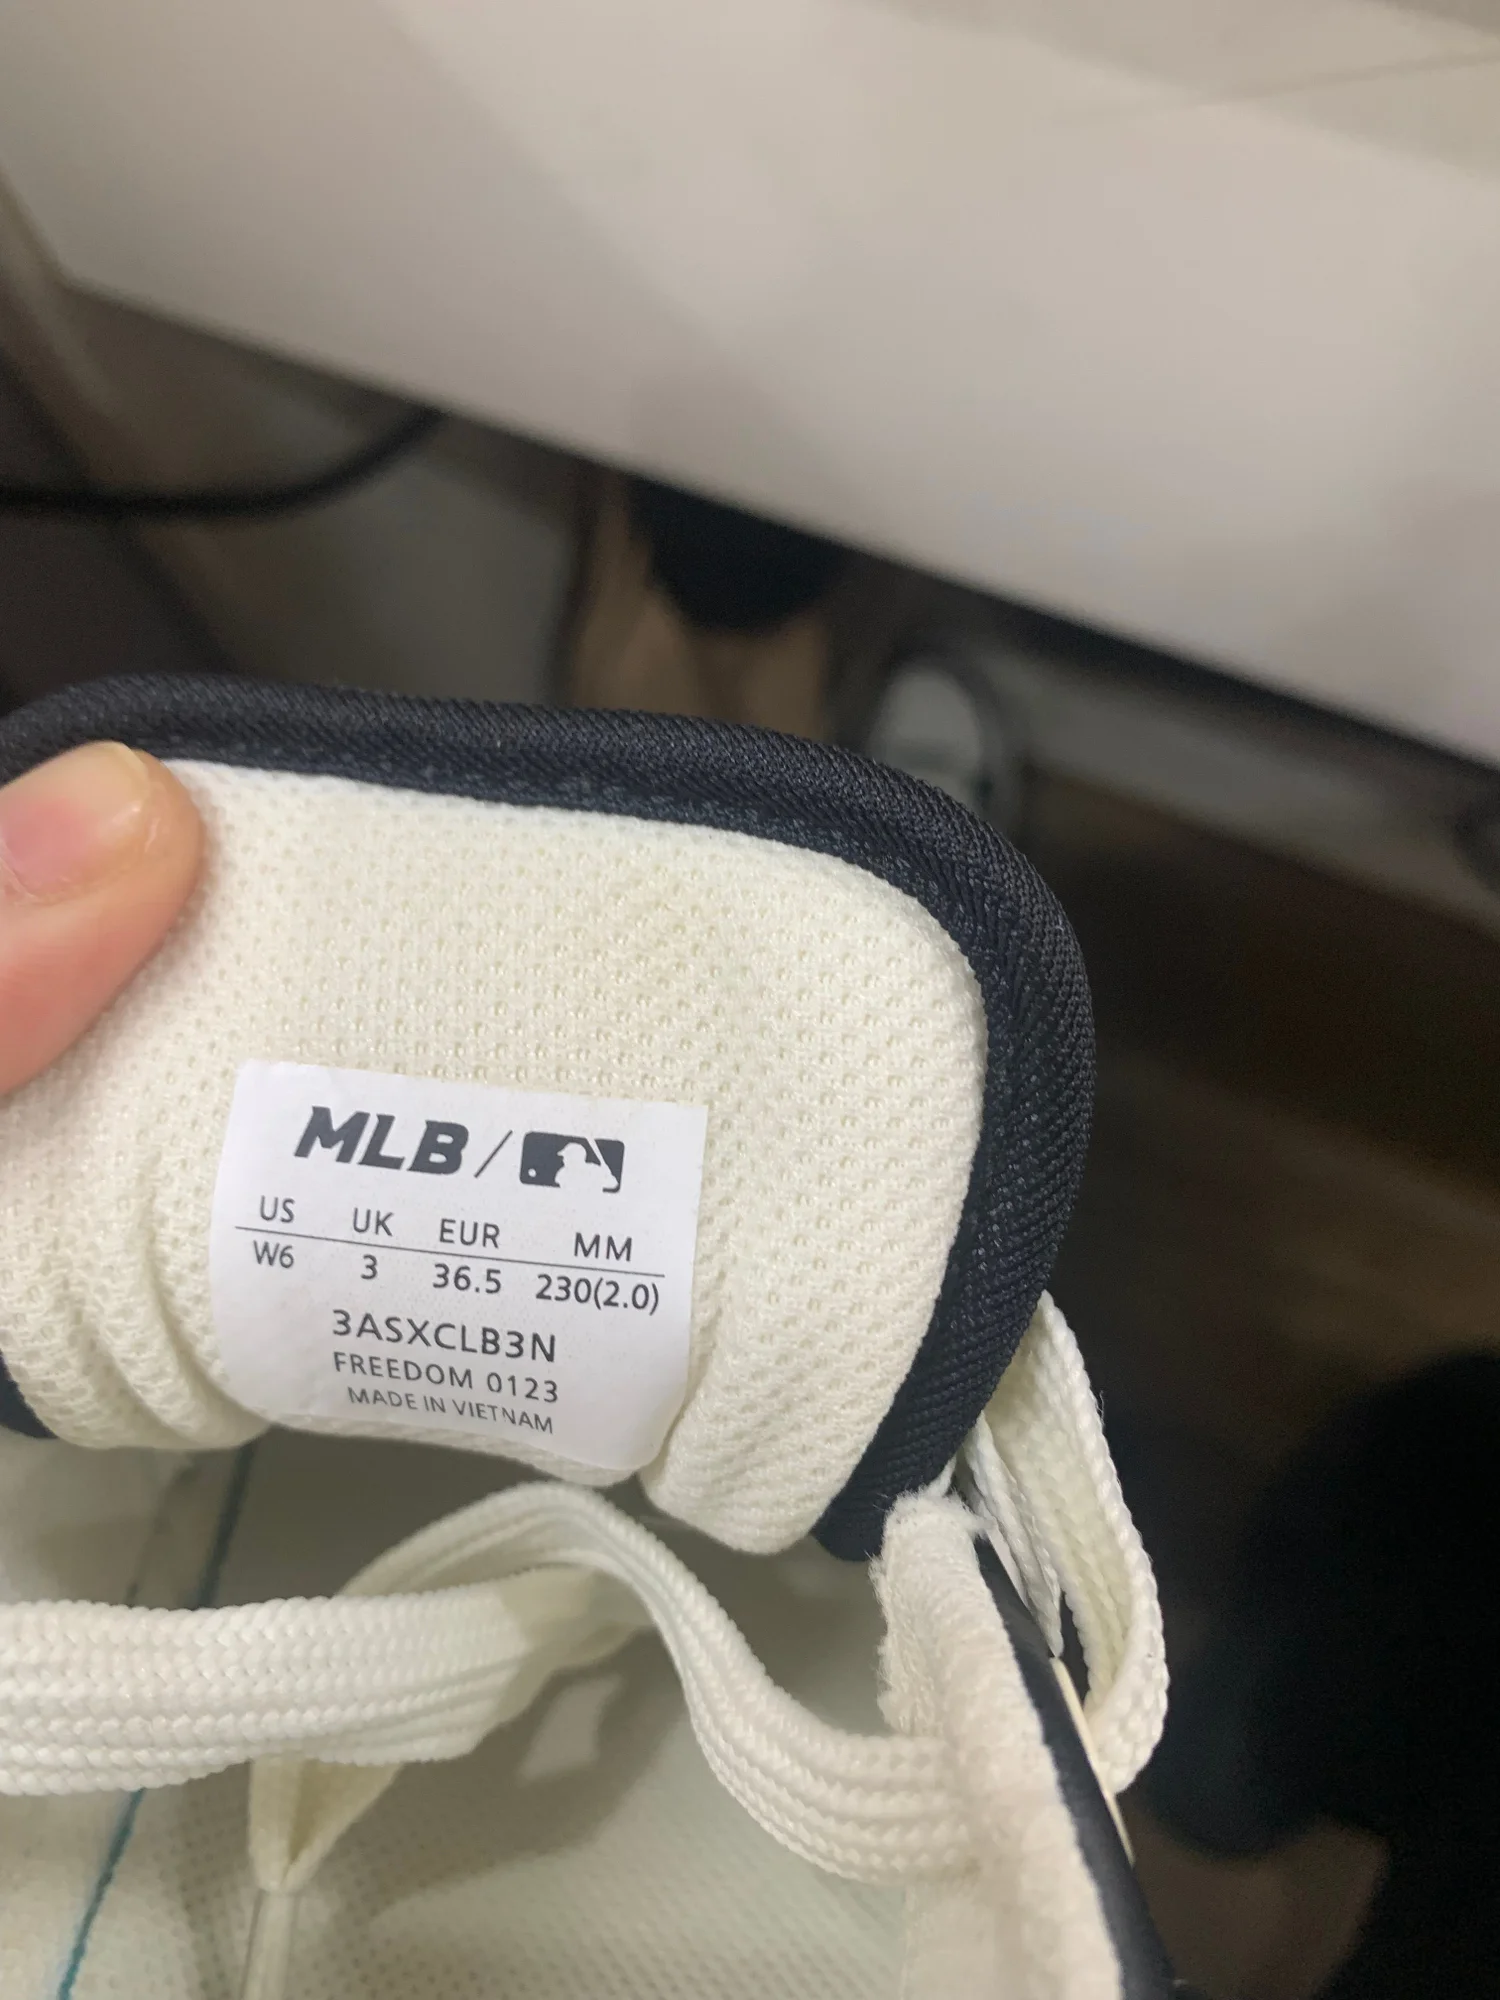 MLB /
US UK EUR MM
W6 3 36.5 230(2.0)
3ASXCLB3N
FREEDOM 0123
MADE IN VIETNAM